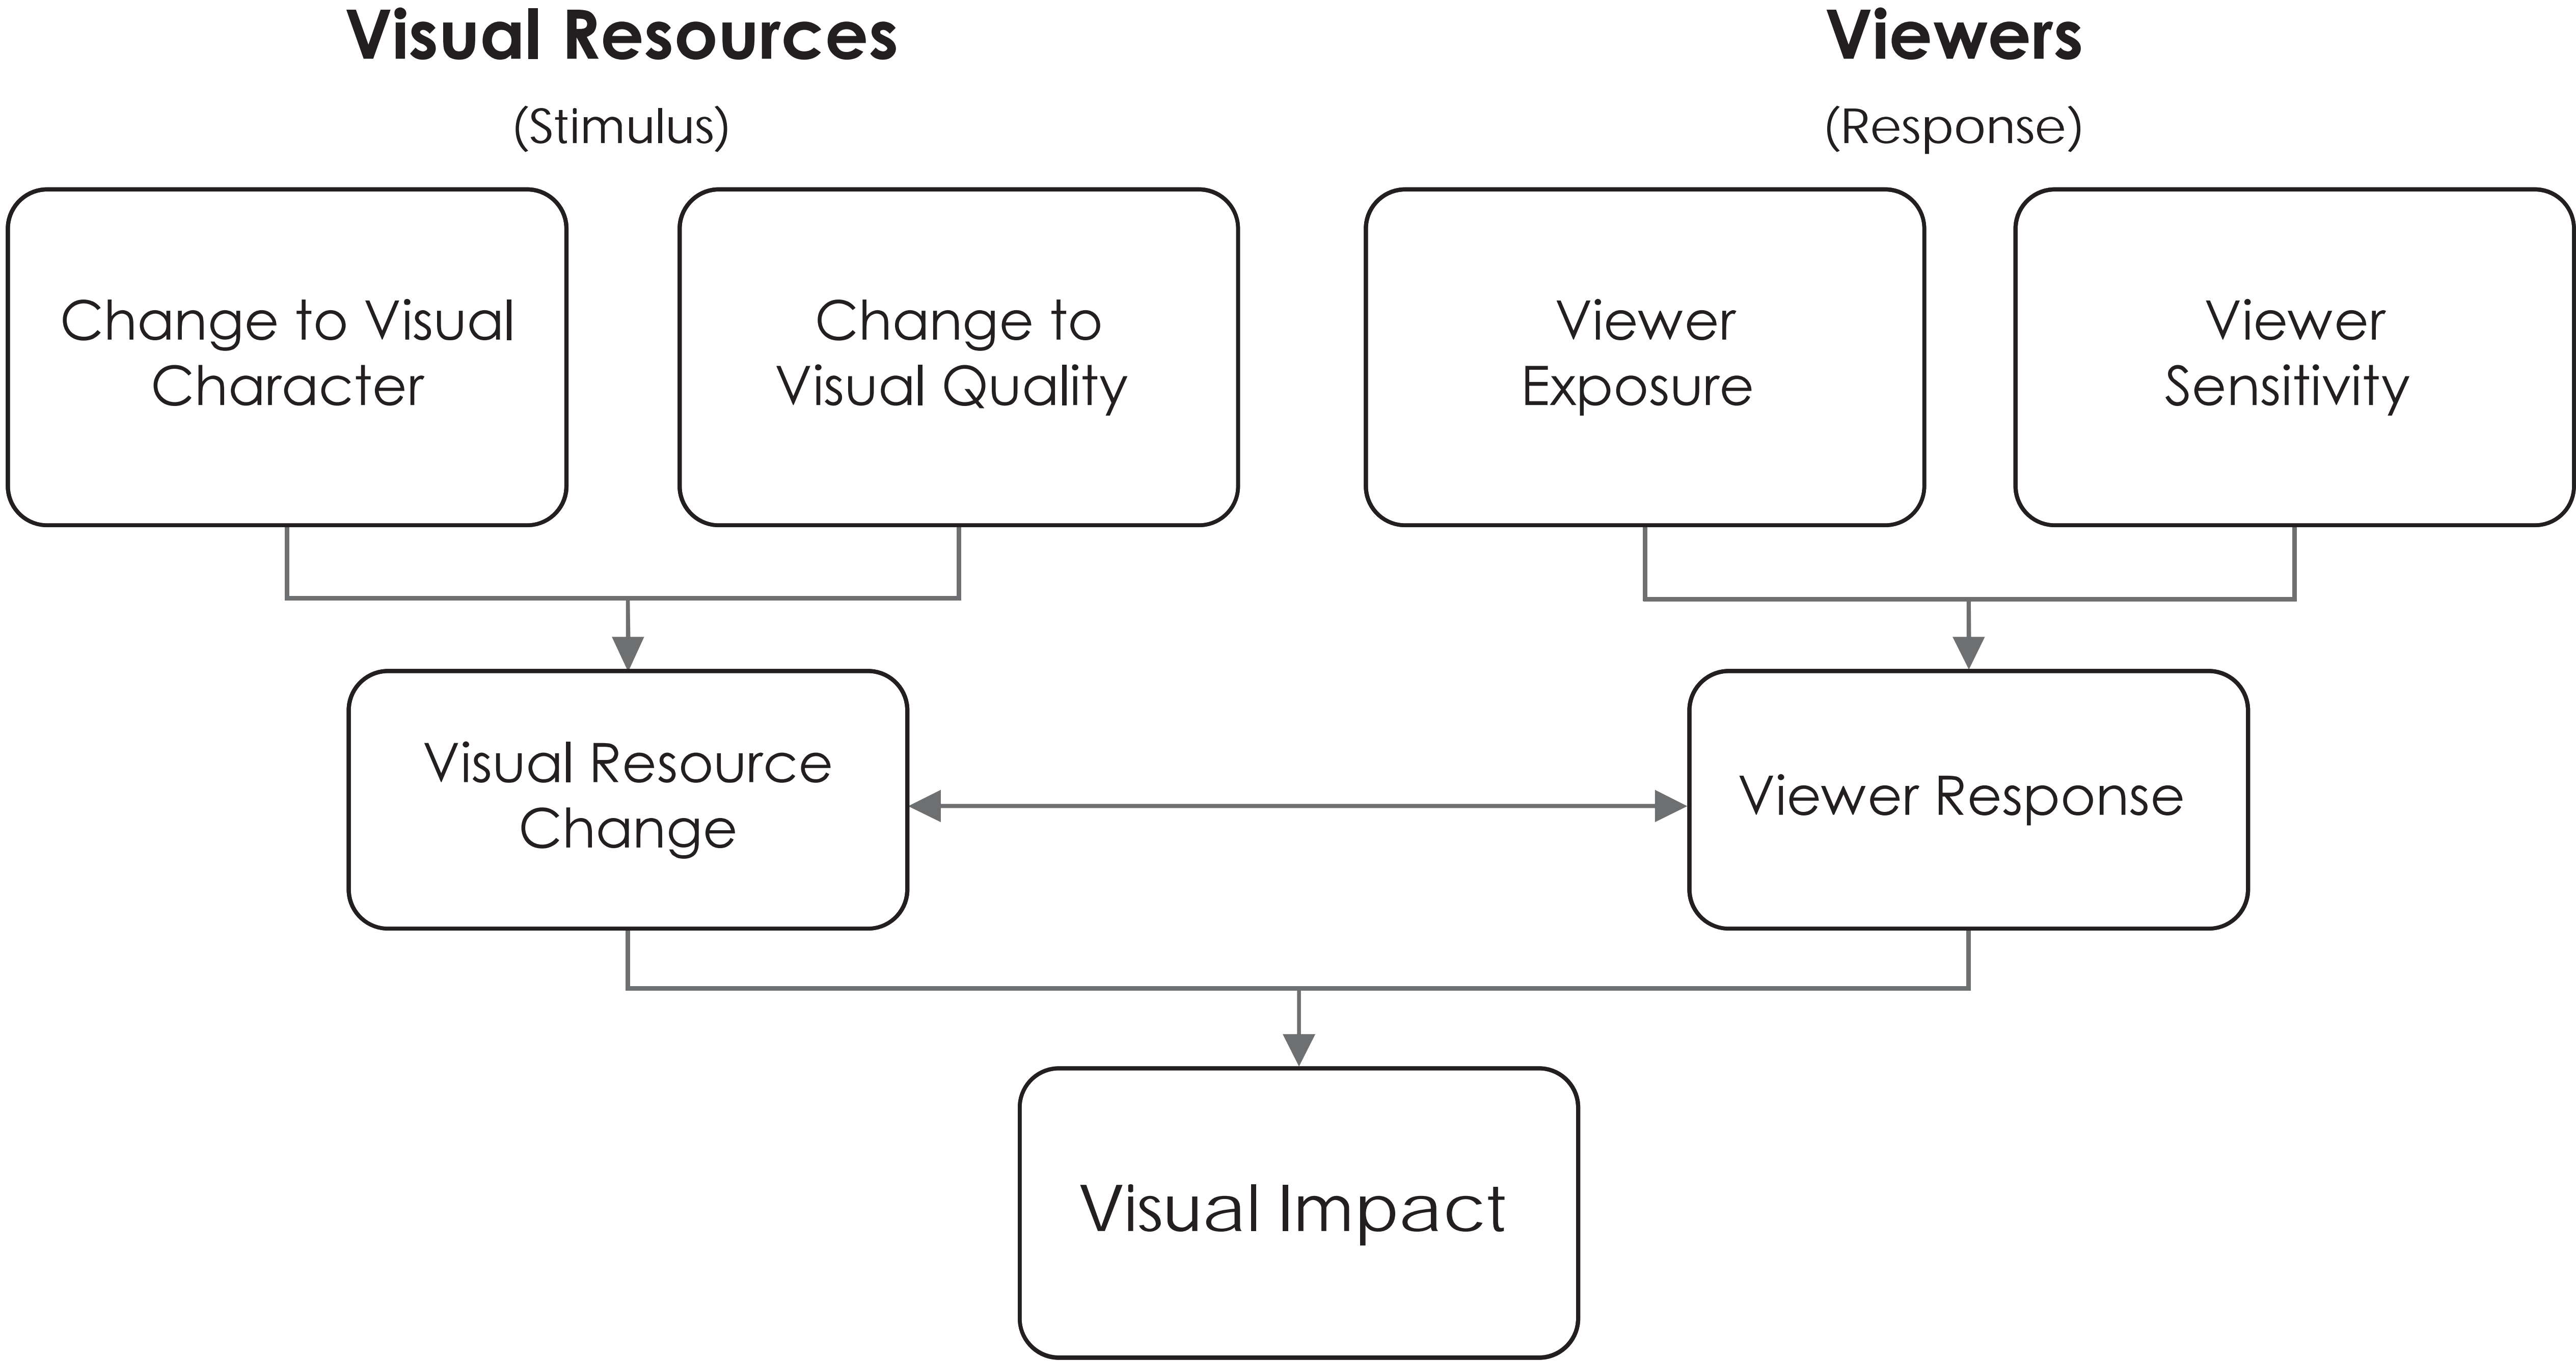 Visual Resources
(Stimulus)
Viewers
(Response)
Change to Visual
Character
Change to
Visual Quality
Viewer
Exposure
Viewer
Sensitivity
Visual Resource
Change
Viewer Response
Visual Impact